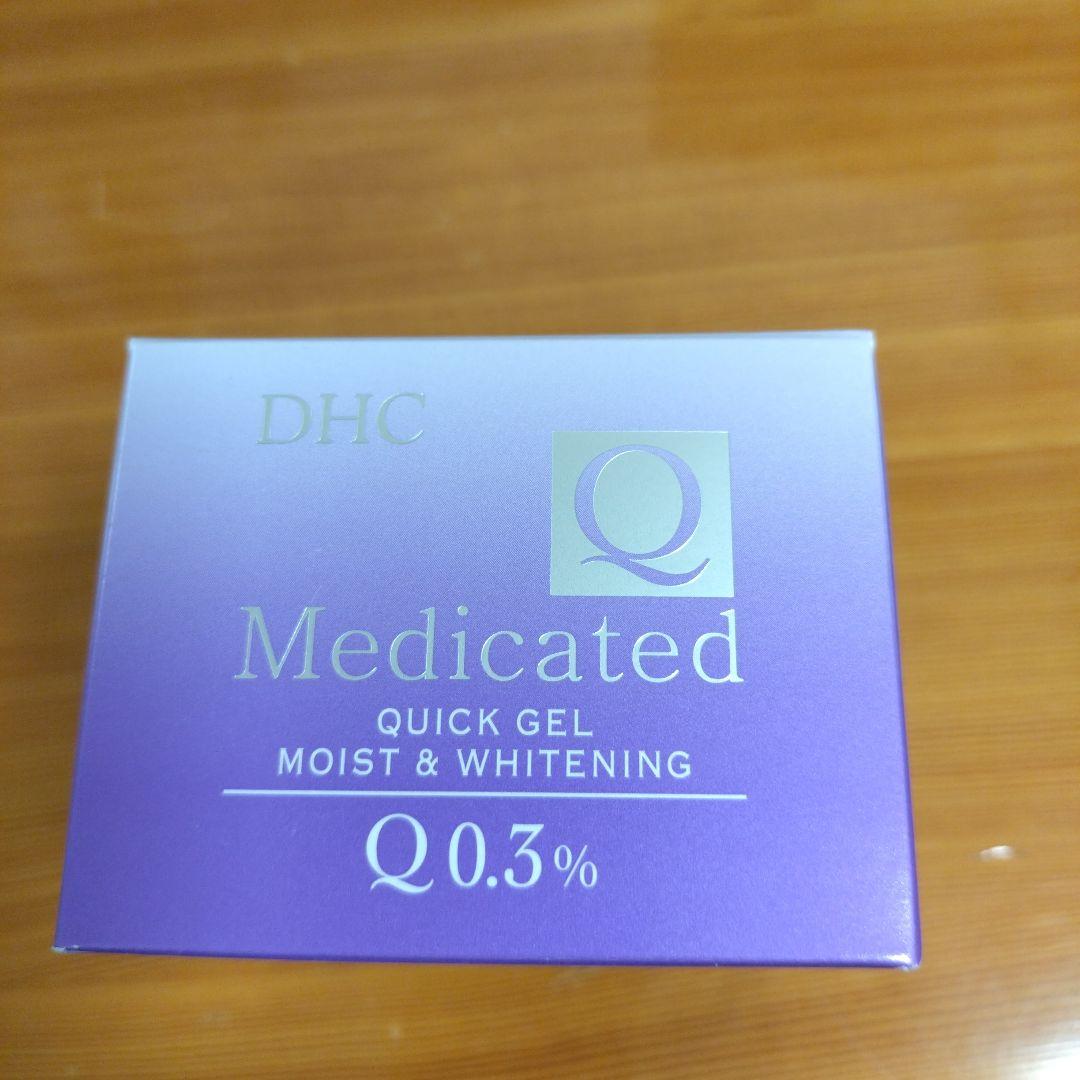 DHC
Q
Medicated
QUICK GEL
MOIST & WHITENING
Q 0.3%